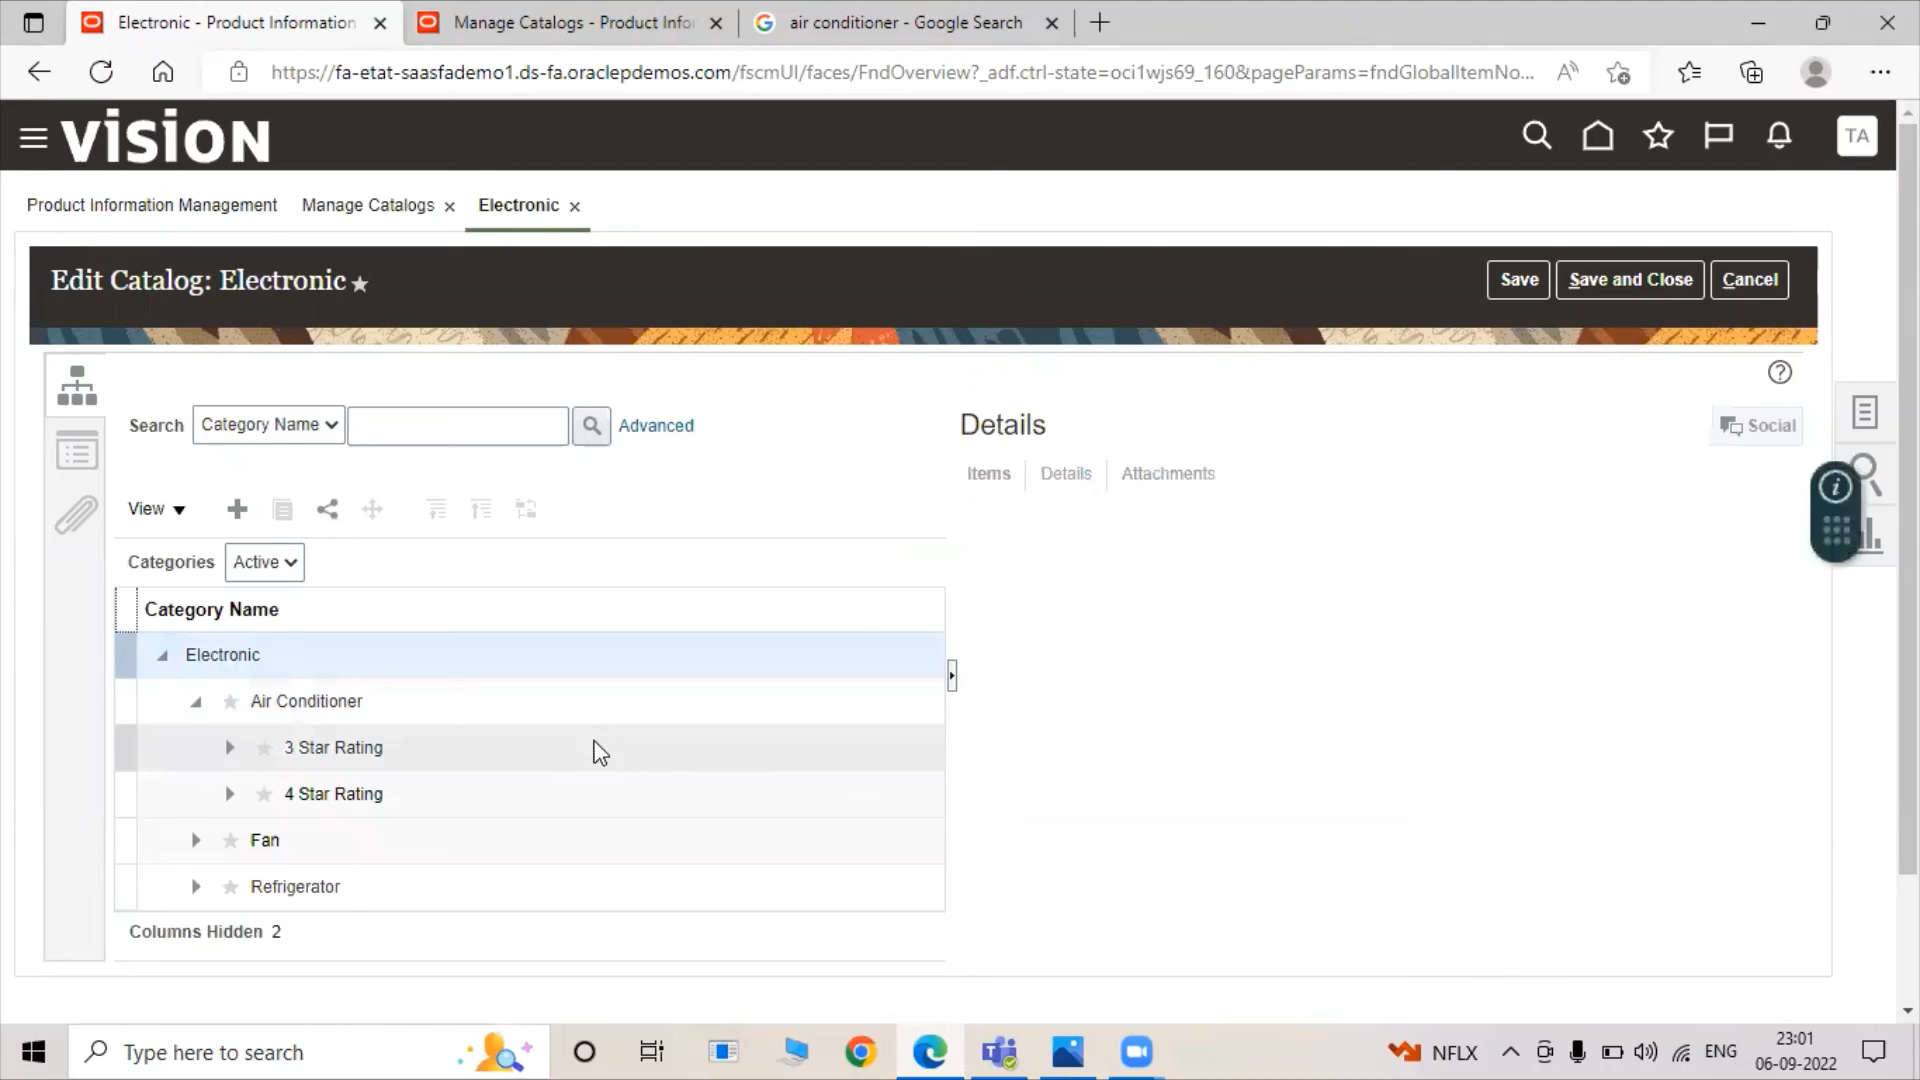 Electronic - Product Information
Manage Catalogs - Product Info
air conditioner - Google Search
https://fa-etat-saasfademo1.ds-fa.oraclepdemos.com/fscmUI/faces/FndOverview?_adf.ctrl-state=oci1wjs69_160&pageParams=fndGlobalItemNo...
vision
TA
Product Information Management
Manage Catalogs
Electronic
Edit Catalog: Electronic
Save
Save and Close
Cancel
Search
Category Name
Advanced
Details
Social
Items
Details
Attachments
View
Categories
Active
Category Name
Electronic
Air Conditioner
3 Star Rating
4 Star Rating
Fan
Refrigerator
Columns Hidden 2
Type here to search
NFLX
ENG
23:01
06-09-2022